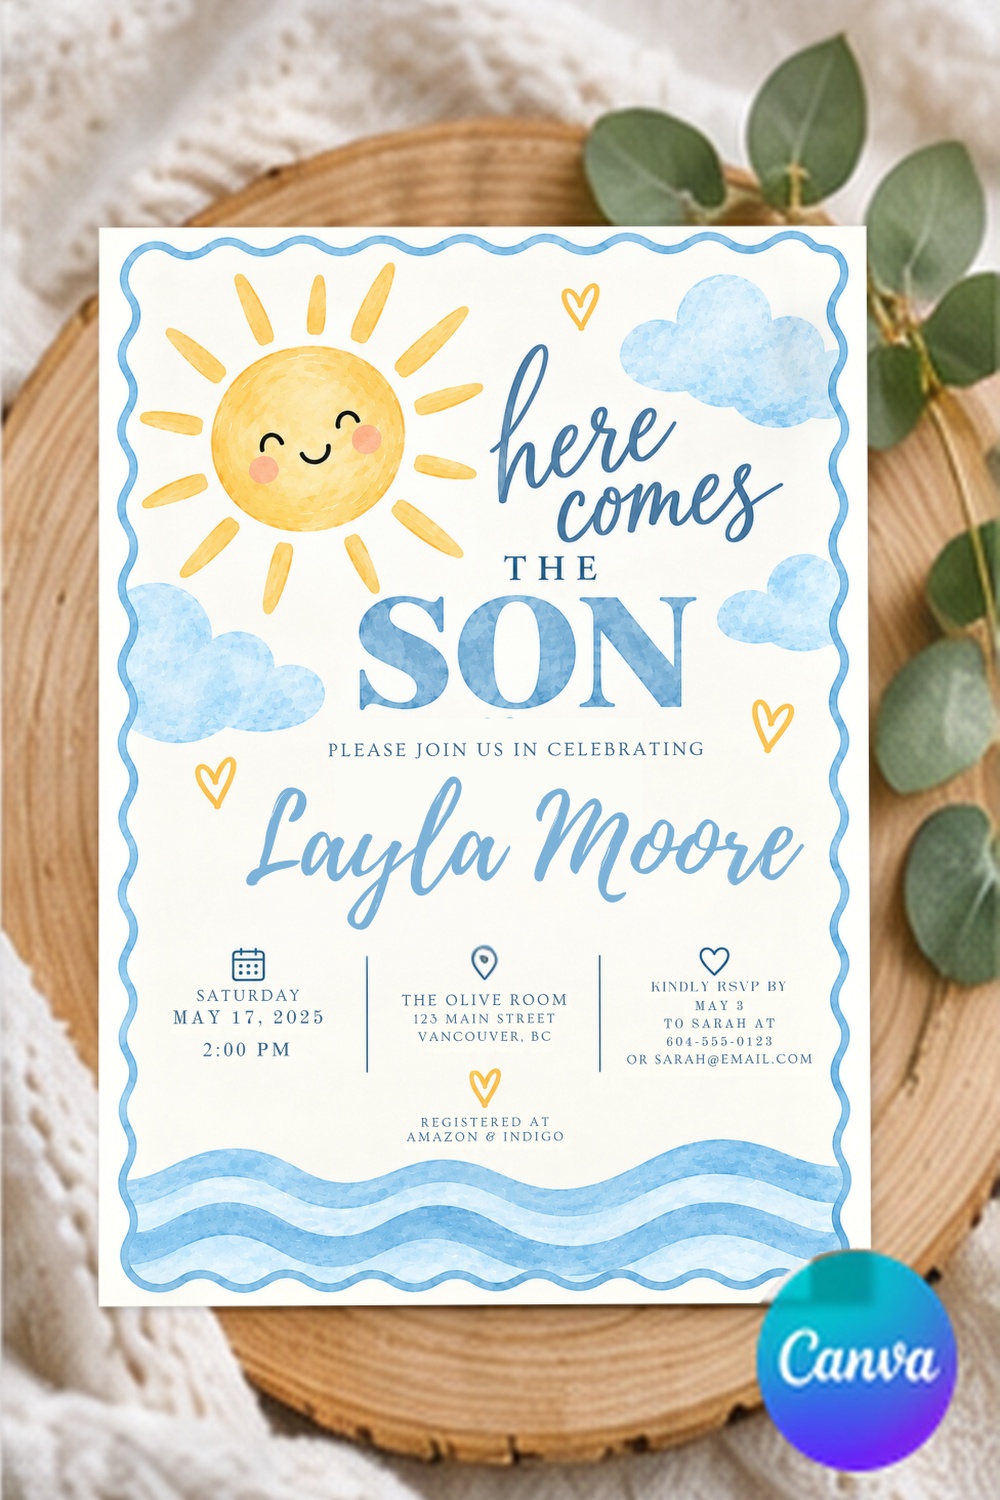 here
comes
THE
SON
PLEASE JOIN US IN CELEBRATING
Layla Moore
SATURDAY
MAY 17, 2025
2:00 PM
THE OLIVE ROOM
123 MAIN STREET
VANCOUVER, BC
KINDLY RSVP BY
MAY 3
TO SARAH AT
604-555-0123
OR SARAH@EMAIL.COM
REGISTERED AT
AMAZON & INDIGO
Canva